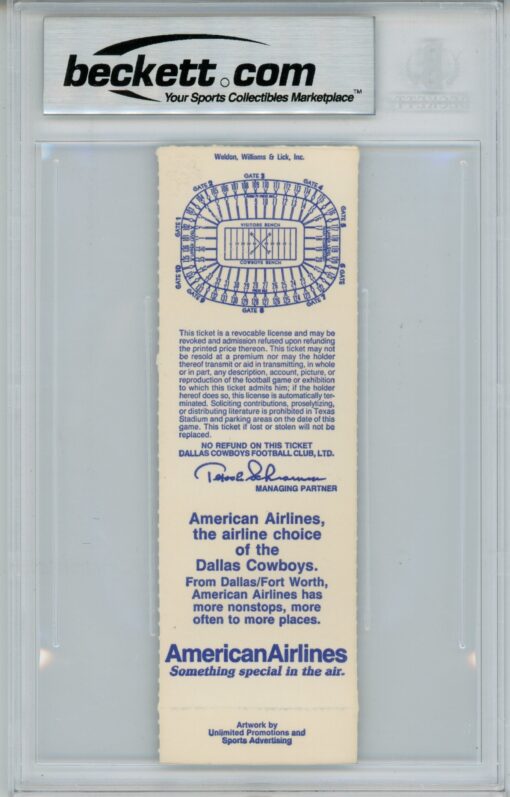 beckett.com
Your Sports Collectibles Marketplace™
Weldon, Williams & Lick, Inc.
GATE 3
GATE 2
GATE 4
GATE 1
GATE 5
VISITORS BENCH
COWBOYS BENCH
GATE 10
GATE 6
GATE 9
GATE 7
GATE 8
This ticket is a revocable license and may be
revoked and admission refused upon refunding
the printed price thereon. This ticket may not
be resold at a premium nor may the holder
thereof transmit or aid in transmitting, in whole
or in part, any description, account, picture, or
reproduction of the football game or exhibition
to which this ticket admits him; if the holder
hereof does so, this license is automatically ter-
minated. Soliciting contributions, proselytizing,
or distributing literature is prohibited in Texas
Stadium and parking areas on the date of this
game. This ticket if lost or stolen will not be
replaced.
NO REFUND ON THIS TICKET
DALLAS COWBOYS FOOTBALL CLUB, LTD.
MANAGING PARTNER
American Airlines,
the airline choice
of the
Dallas Cowboys.
From Dallas/Fort Worth,
American Airlines has
more nonstops, more
often to more places.
AmericanAirlines
Something special in the air.
Artwork by
Unlimited Promotions and
Sports Advertising